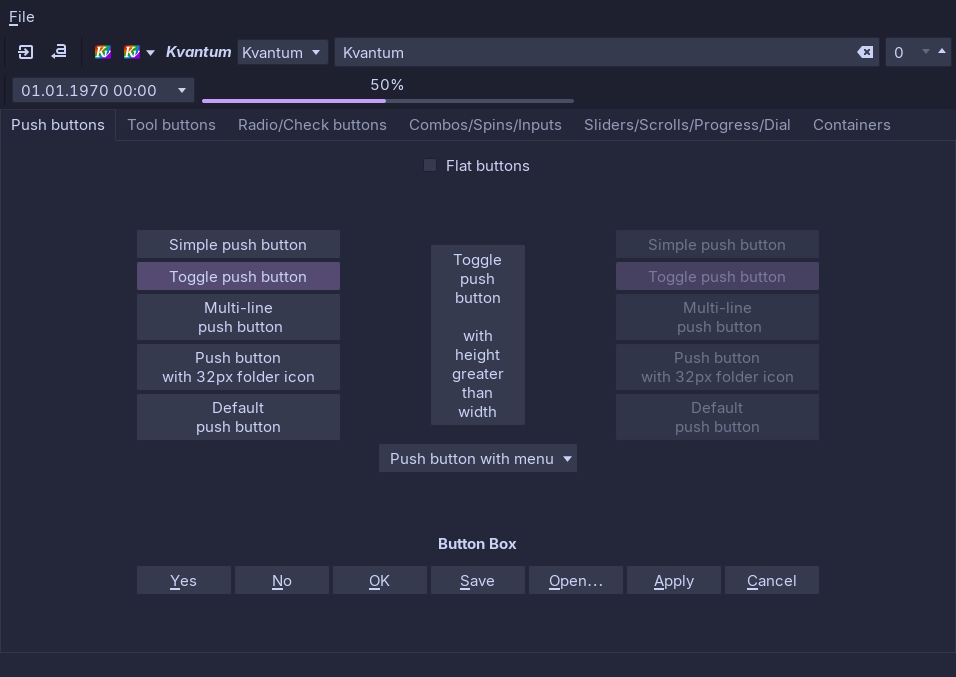 File
Kvantum Kvantum Kvantum 0
01.01.1970 00:00 50%
Push buttons Tool buttons Radio/Check buttons Combos/Spins/Inputs Sliders/Scrolls/Progress/Dial Containers
Flat buttons
Simple push button
Toggle push button
Multi-line
push button
Push button
with 32px folder icon
Default
push button
Toggle
push
button
with
height
greater
than
width
Push button with menu
Simple push button
Toggle push button
Multi-line
push button
Push button
with 32px folder icon
Default
push button
Button Box
Yes No OK Save Open... Apply Cancel